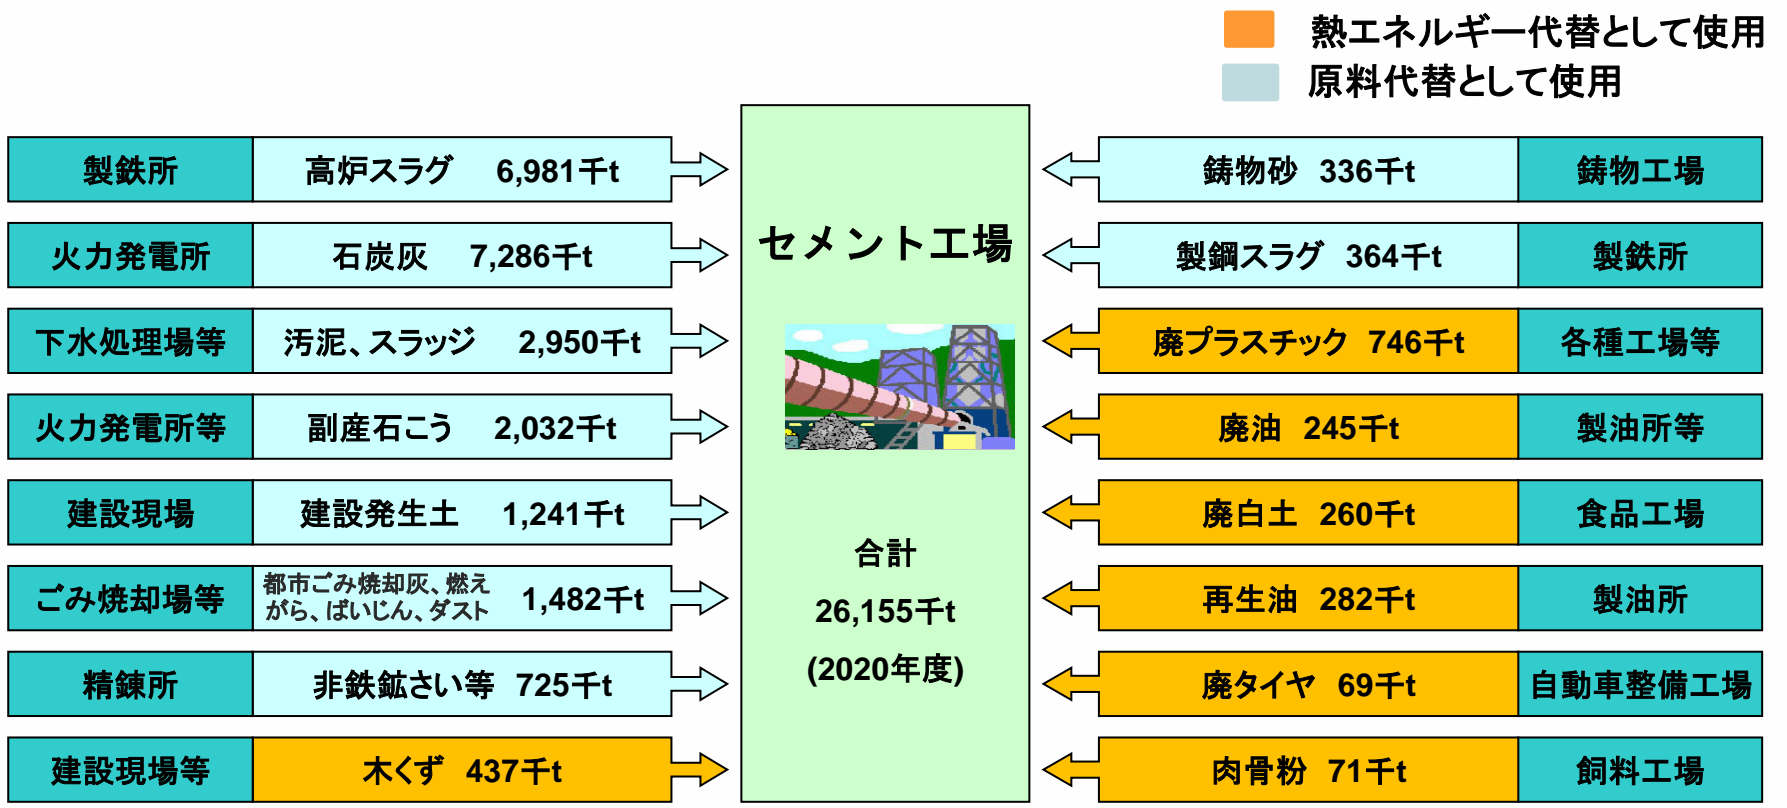 熱エネルギー代替として使用
原料代替として使用
製鉄所 高炉スラグ 6,981千t
火力発電所 石炭灰 7,286千t
下水処理場等 汚泥、スラッジ 2,950千t
火力発電所等 副産石こう 2,032千t
建設現場 建設発生土 1,241千t
ごみ焼却場等 都市ごみ焼却灰、燃え
がら、ばいじん、ダスト 1,482千t
精錬所 非鉄鉱さい等 725千t
建設現場等 木くず 437千t
セメント工場
合計
26,155千t
(2020年度)
鋳物砂 336千t 鋳物工場
製鋼スラグ 364千t 製鉄所
廃プラスチック 746千t 各種工場等
廃油 245千t 製油所等
廃白土 260千t 食品工場
再生油 282千t 製油所
廃タイヤ 69千t 自動車整備工場
肉骨粉 71千t 飼料工場